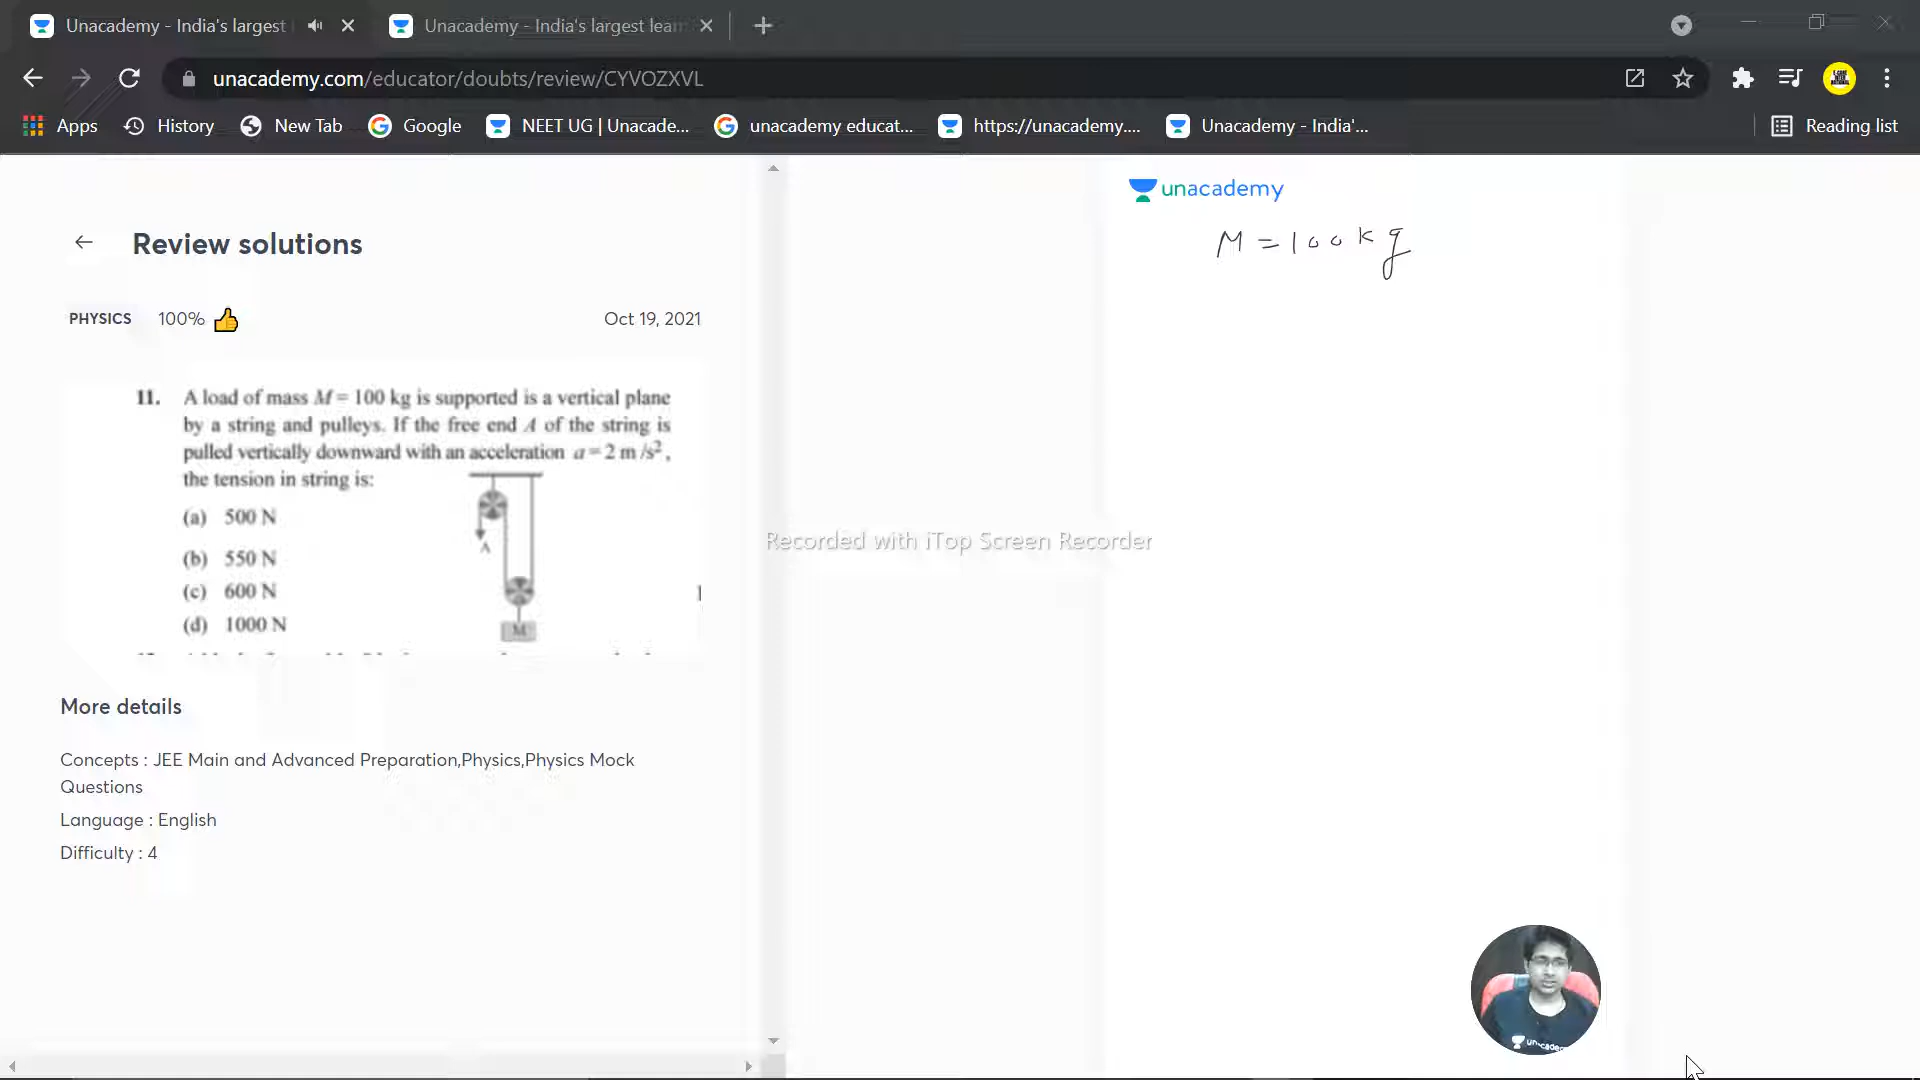 Unacademy - India's largest
Unacademy - India's largest lear
unacademy.com/educator/doubts/review/CYVOZXVL
Apps History New Tab Google NEET UG | Unacade... unacademy educat... https://unacademy.... Unacademy - India'... Reading list
Review solutions
PHYSICS 100% Oct 19, 2021
11. A load of mass M = 100 kg is supported is a vertical plane
by a string and pulleys. If the free end A of the string is
pulled vertically downward with an acceleration a = 2 m/s²,
the tension in string is:
(a) 500 N
(b) 550 N
(c) 600 N
(d) 1000 N
A
M
More details
Concepts : JEE Main and Advanced Preparation,Physics,Physics Mock
Questions
Language : English
Difficulty : 4
unacademy
M = 100 kg
Recorded with iTop Screen Recorder